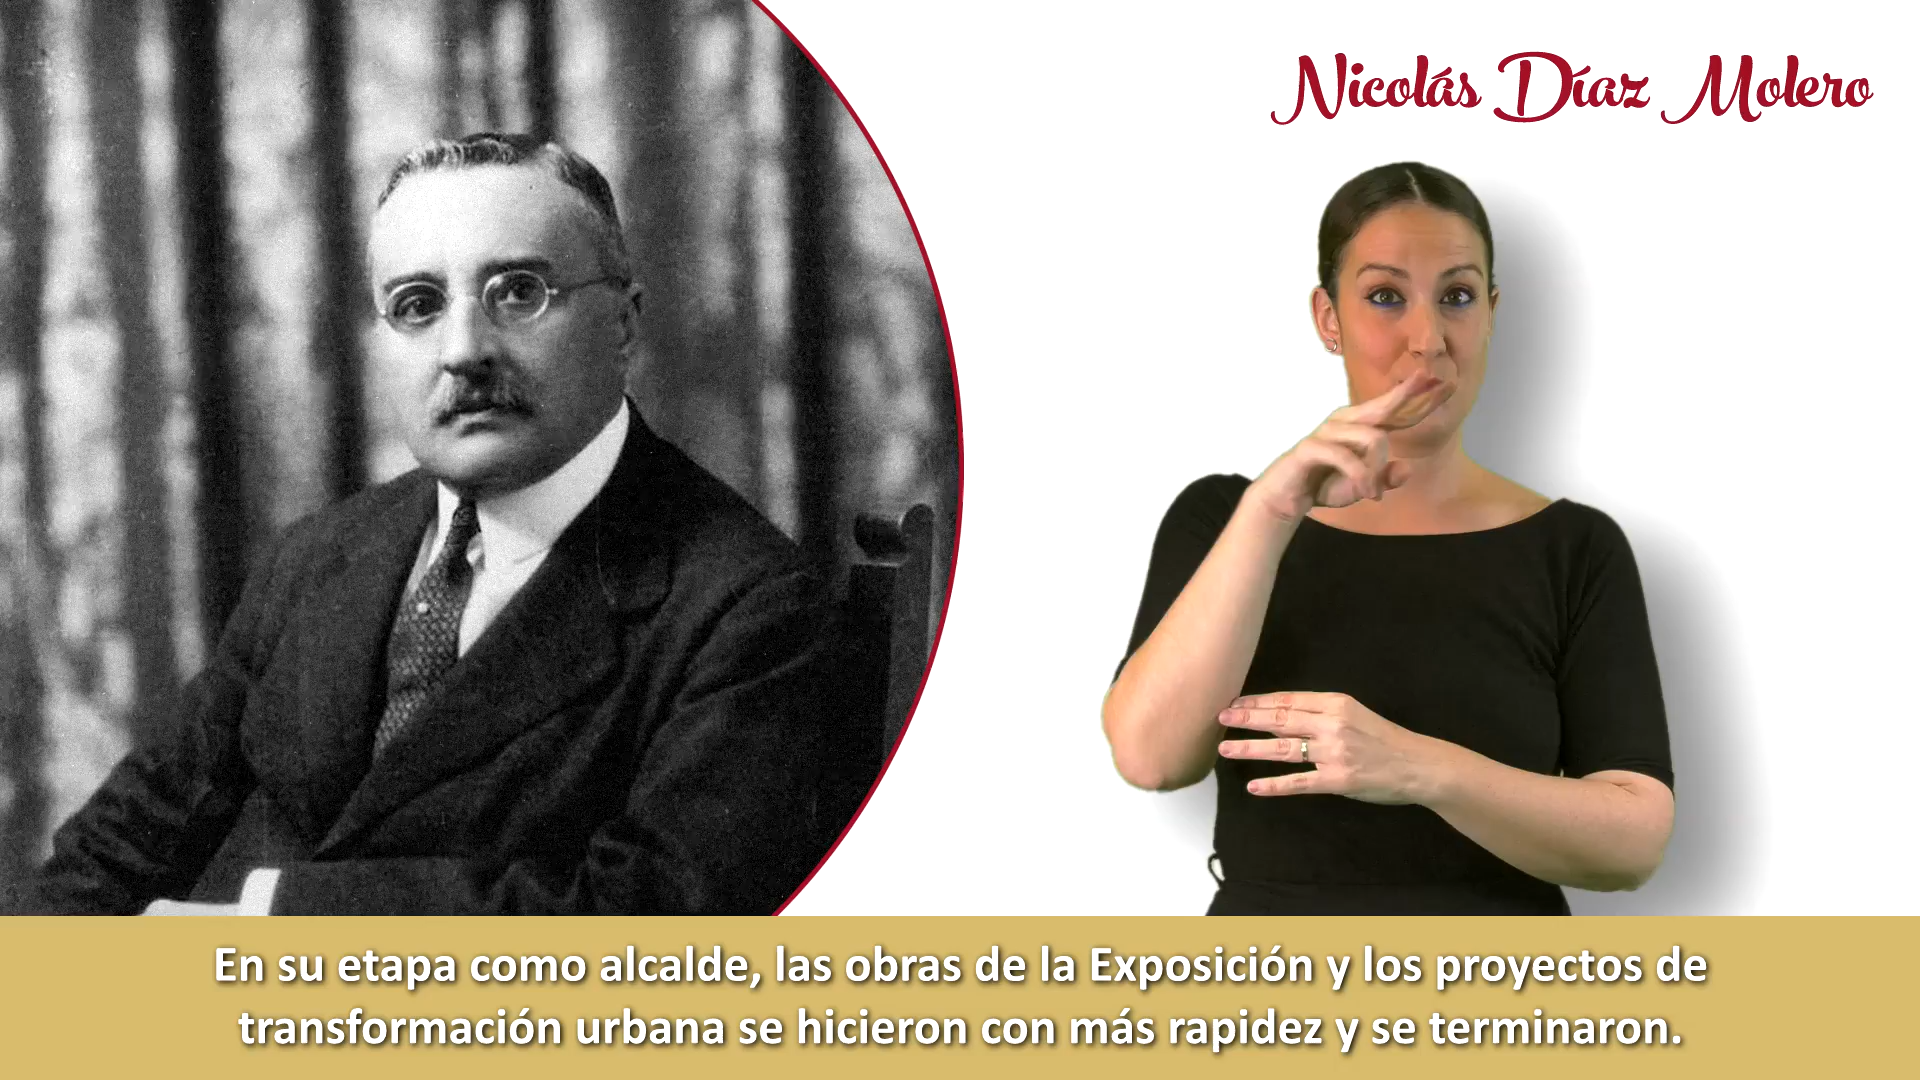 Nicolás Díaz Molero
En su etapa como alcalde, las obras de la Exposición y los proyectos de
transformación urbana se hicieron con más rapidez y se terminaron.